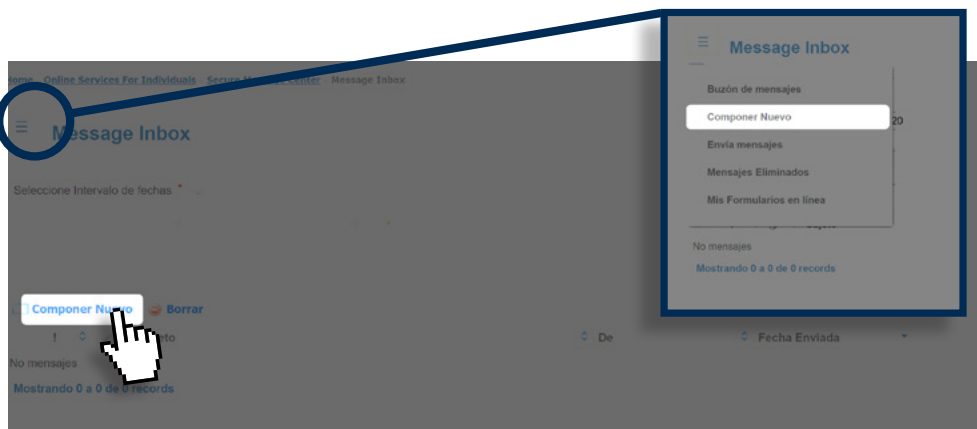 Home Online Services For Individuals Secure Center Message Inbox
Message Inbox
Seleccione Intervalo de fechas *
Componer Nuevo Borrar
! De Fecha Enviada
No mensajes
Mostrando 0 a 0 de 0 records
Message Inbox
Buzón de mensajes
Componer Nuevo
20
Envía mensajes
Mensajes Eliminados
Mis Formularios en línea
No mensajes
Mostrando 0 a 0 de 0 records